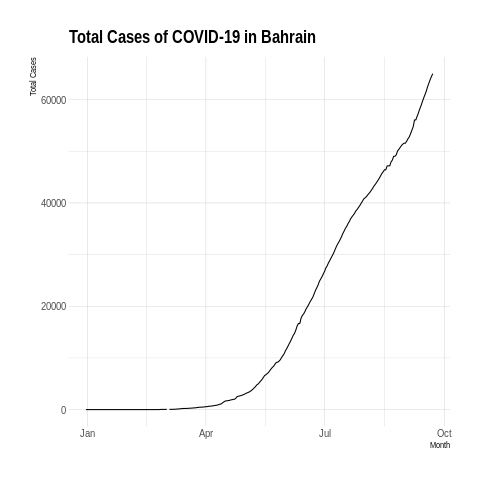 Total Cases of COVID-19 in Bahrain
Total Cases
60000
40000
20000
0
Jan Apr Jul Oct
Month